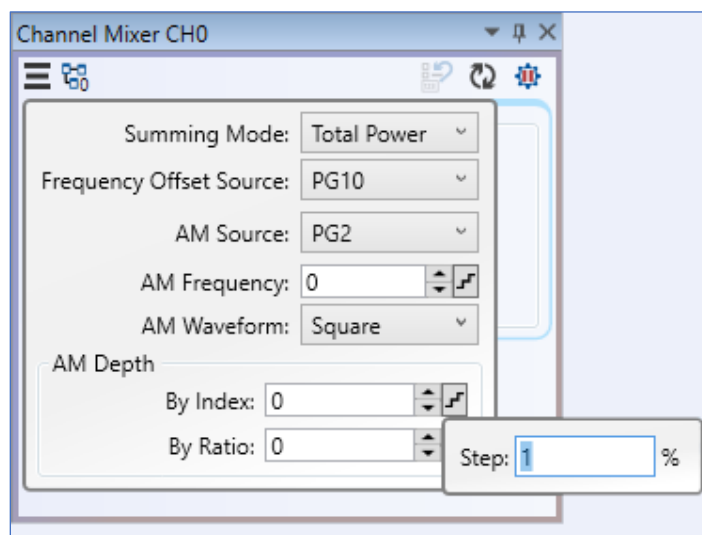 Channel Mixer CH0
0
Summing Mode: Total Power
Frequency Offset Source: PG10
AM Source: PG2
AM Frequency: 0
AM Waveform: Square
AM Depth
By Index: 0
By Ratio: 0
Step: 1 %